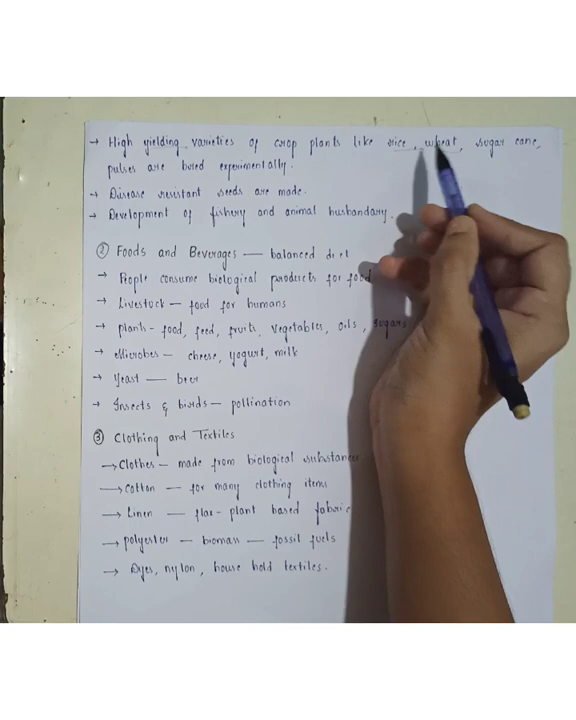 → High yielding varieties of crop plants like rice, wheat, sugar cane,
pulses are bred experimentally.
→ Disease resistant seeds are made.
→ Development of fishery and animal husbandary.
② Foods and Beverages — balanced diet
→ People consume biological products for food
→ Livestock — food for humans
→ plants - food, feed, fruits, vegetables, oils, sugars
→ Microbes — cheese, yogurt, milk
→ Yeast — beer
→ Insects & birds — pollination
③ Clothing and Textiles
→ Clothes - made from biological substances
→ Cotton — for many clothing items
→ Linen — flax - plant based fabric
→ polyester — biomass — fossil fuels
→ Dyes, nylon, house hold textiles.